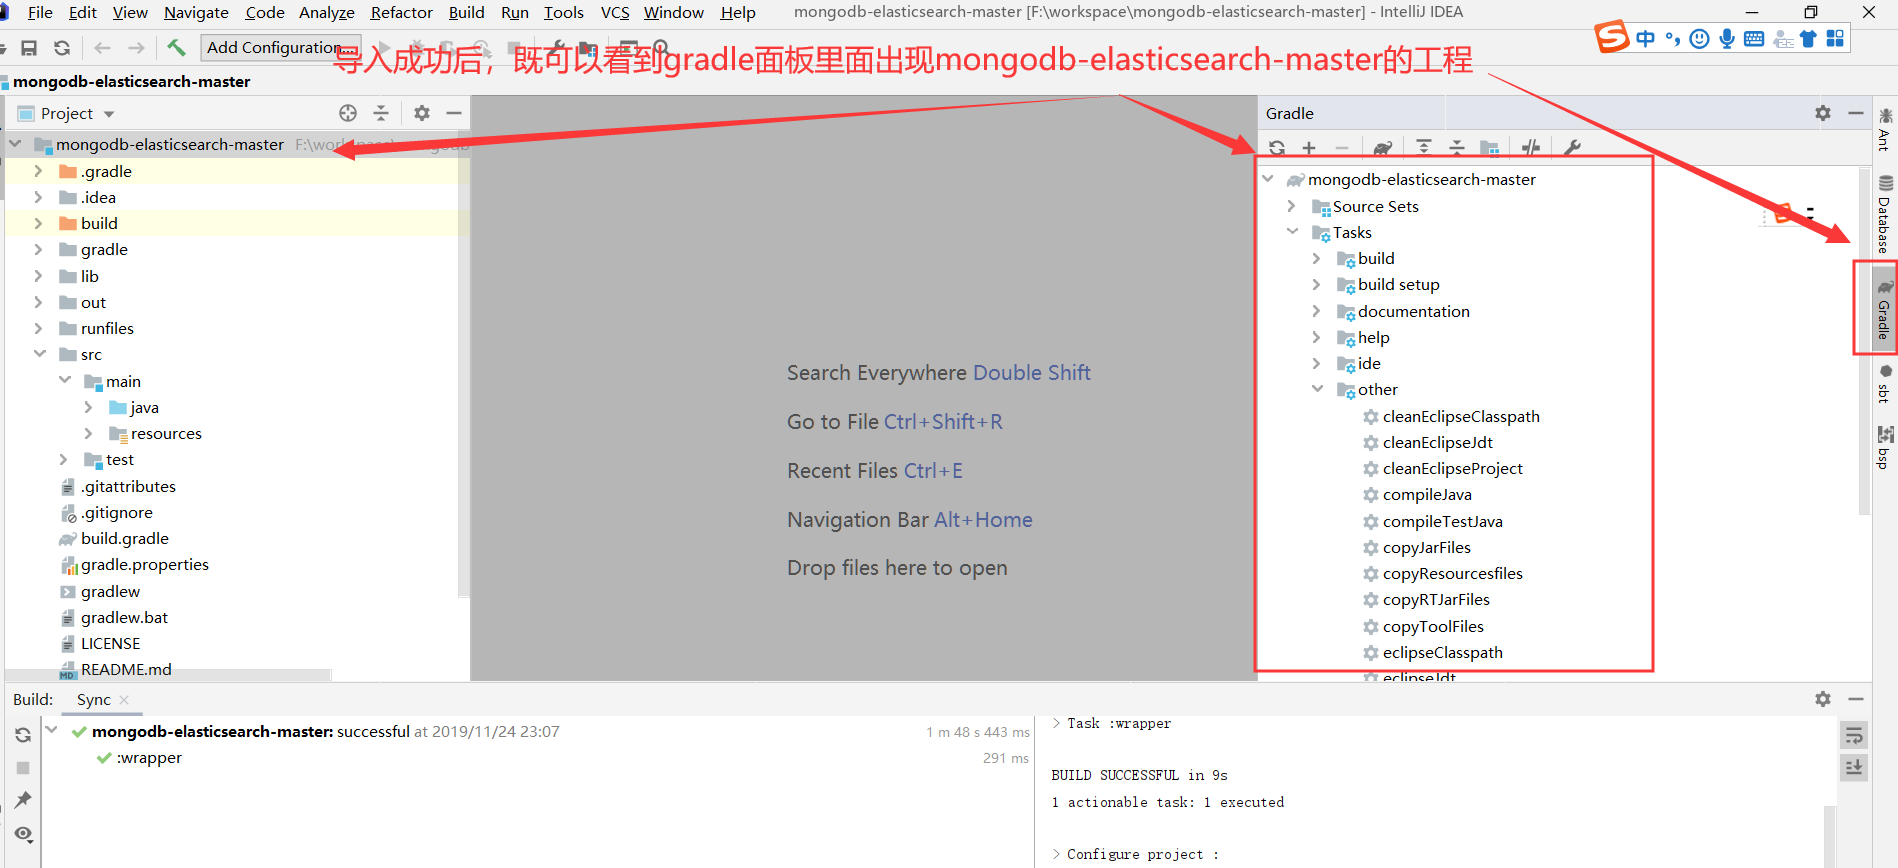 File Edit View Navigate Code Analyze Refactor Build Run Tools VCS Window Help mongodb-elasticsearch-master [F:\workspace\mongodb-elasticsearch-master] - IntelliJ IDEA
中
Add Configuration...
导入成功后，既可以看到gradle面板里面出现mongodb-elasticsearch-master的工程
mongodb-elasticsearch-master
Project
mongodb-elasticsearch-master
.gradle
.idea
build
gradle
lib
out
runfiles
src
main
java
resources
test
.gitattributes
.gitignore
build.gradle
gradle.properties
gradlew
gradlew.bat
LICENSE
README.md
Search Everywhere Double Shift
Go to File Ctrl+Shift+R
Recent Files Ctrl+E
Navigation Bar Alt+Home
Drop files here to open
Gradle
mongodb-elasticsearch-master
Source Sets
Tasks
build
build setup
documentation
help
ide
other
cleanEclipseClasspath
cleanEclipseJdt
cleanEclipseProject
compileJava
compileTestJava
copyJarFiles
copyResourcesfiles
copyRTJarFiles
copyToolFiles
eclipseClasspath
eclipseJdt
Ant
Database
Gradle
sbt
bsp
Build: Sync
mongodb-elasticsearch-master: successful at 2019/11/24 23:07 1 m 48 s 443 ms
:wrapper 291 ms
> Task :wrapper
BUILD SUCCESSFUL in 9s
1 actionable task: 1 executed
> Configure project :